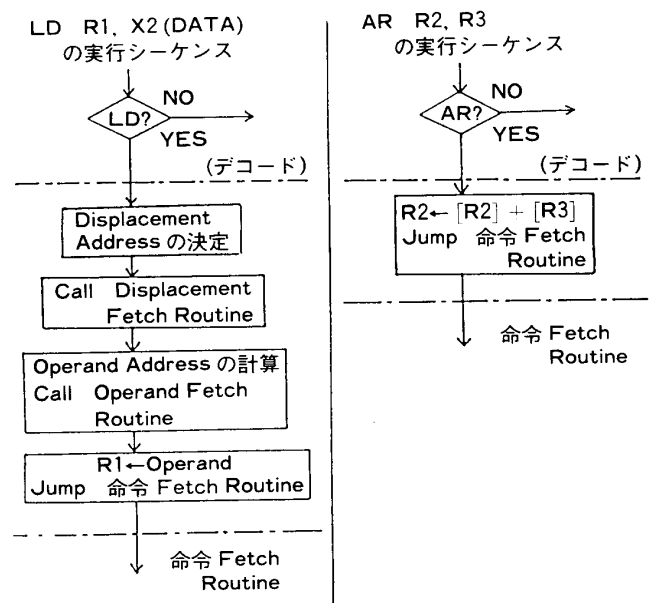 LD R1, X2(DATA)
の実行シーケンス
LD?
NO
YES
(デコード)
Displacement
Address の決定
Call Displacement
Fetch Routine
Operand Address の計算
Call Operand Fetch
Routine
R1←Operand
Jump 命令 Fetch Routine
命令 Fetch
Routine
AR R2, R3
の実行シーケンス
AR?
NO
YES
(デコード)
R2← [R2] + [R3]
Jump 命令 Fetch
Routine
命令 Fetch
Routine